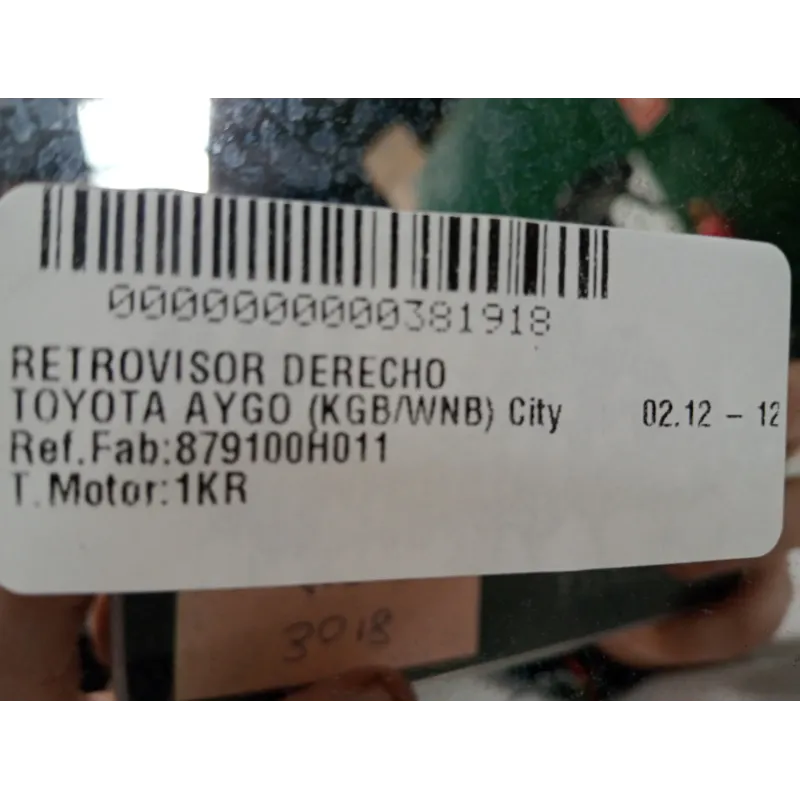 0000000000381918
RETROVISOR DERECHO
TOYOTA AYGO (KGB/WNB) City 02.12 - 12
Ref.Fab:879100H011
T.Motor:1KR
3018